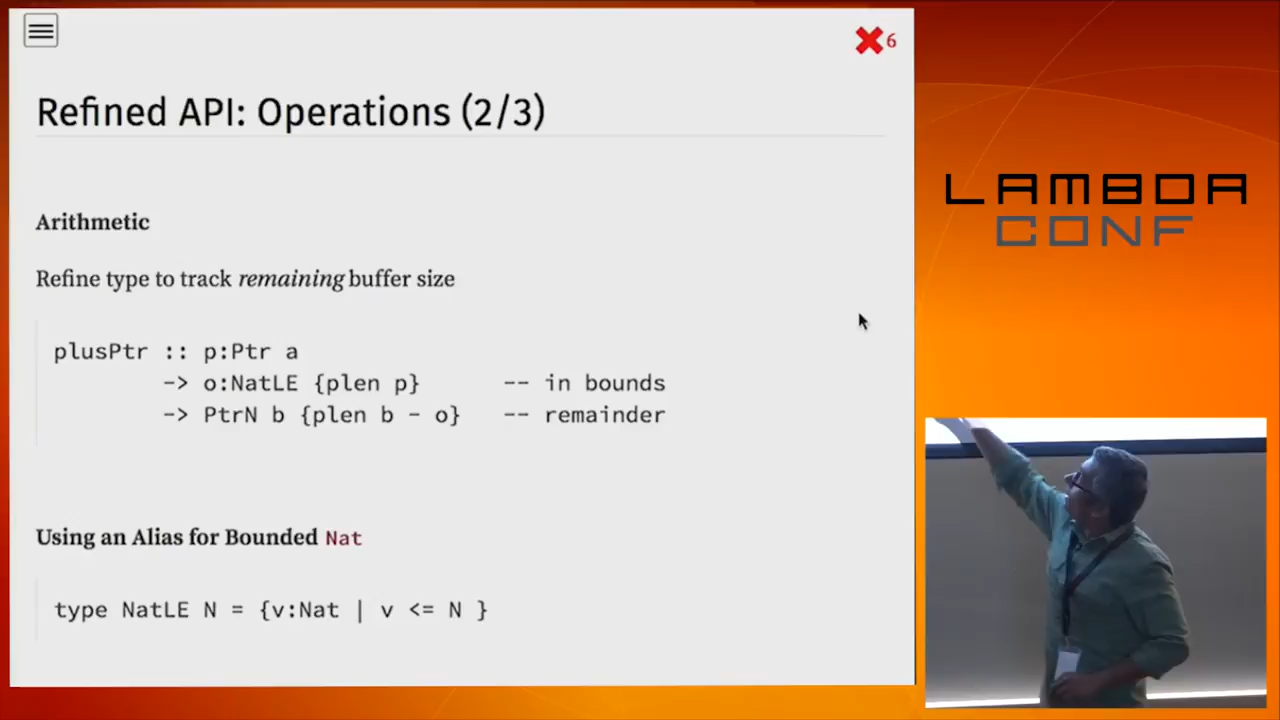 6
Refined API: Operations (2/3)
Arithmetic
Refine type to track remaining buffer size
plusPtr :: p:Ptr a
-> o:NatLE {plen p} -- in bounds
-> PtrN b {plen b - o} -- remainder
Using an Alias for Bounded Nat
type NatLE N = {v:Nat | v <= N }
LAMBDA
CONF